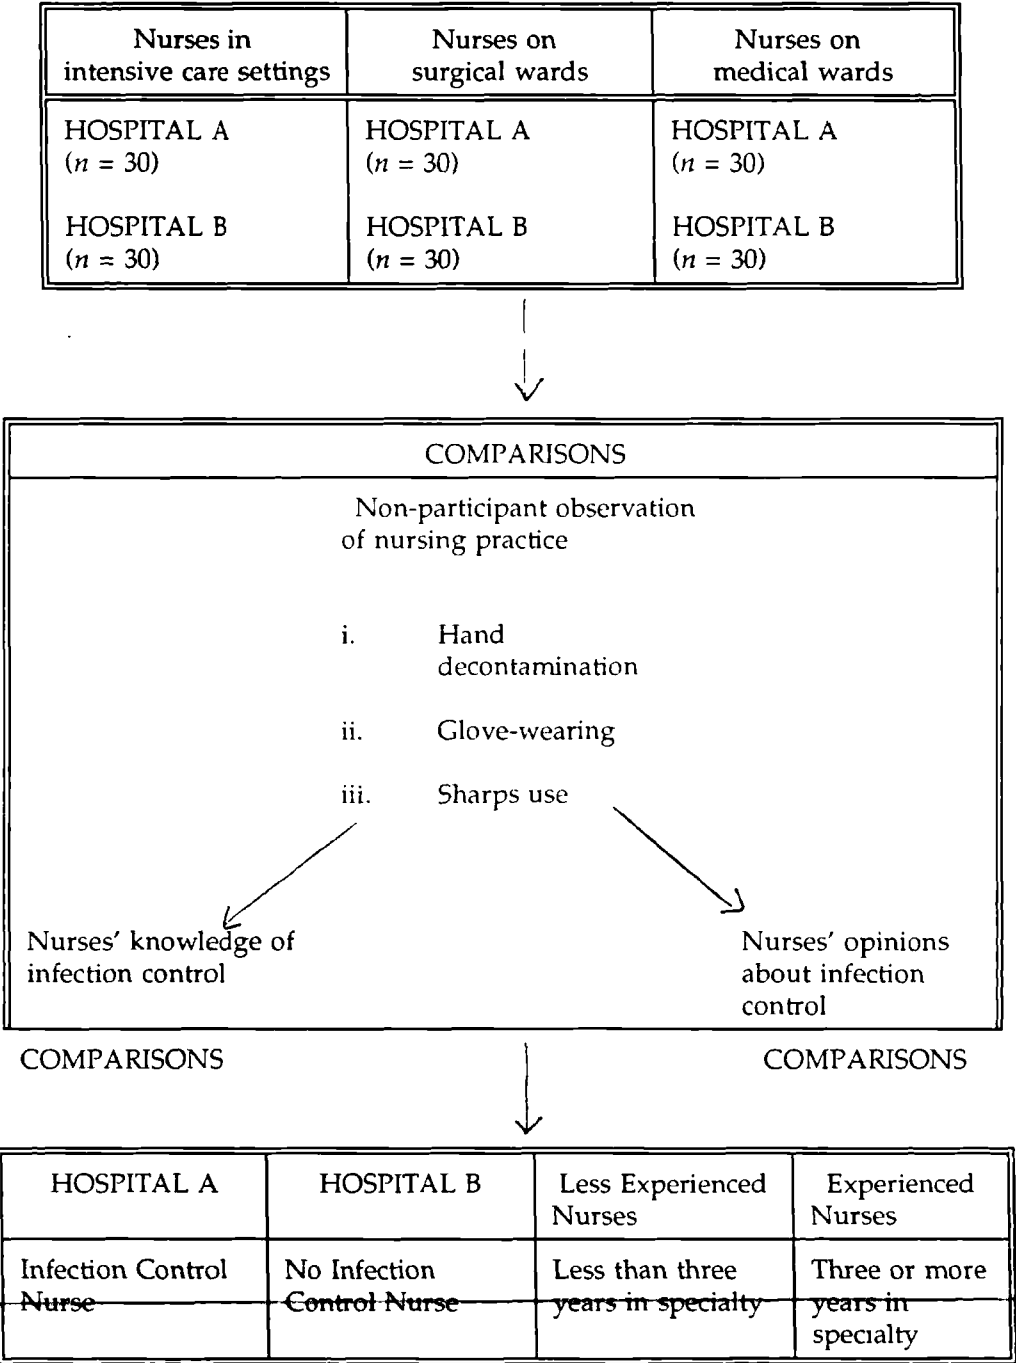 Nurses in
intensive care settings
Nurses on
surgical wards
Nurses on
medical wards
HOSPITAL A
(n = 30)
HOSPITAL B
(n = 30)
HOSPITAL A
(n = 30)
HOSPITAL B
(n = 30)
HOSPITAL A
(n = 30)
HOSPITAL B
(n = 30)
COMPARISONS
Non-participant observation
of nursing practice
i. Hand
decontamination
ii. Glove-wearing
iii. Sharps use
Nurses' knowledge of
infection control
Nurses' opinions
about infection
control
COMPARISONS
COMPARISONS
HOSPITAL A
HOSPITAL B
Less Experienced
Nurses
Experienced
Nurses
Infection Control
Nurse
No Infection
Control Nurse
Less than three
years in specialty
Three or more
years in
specialty